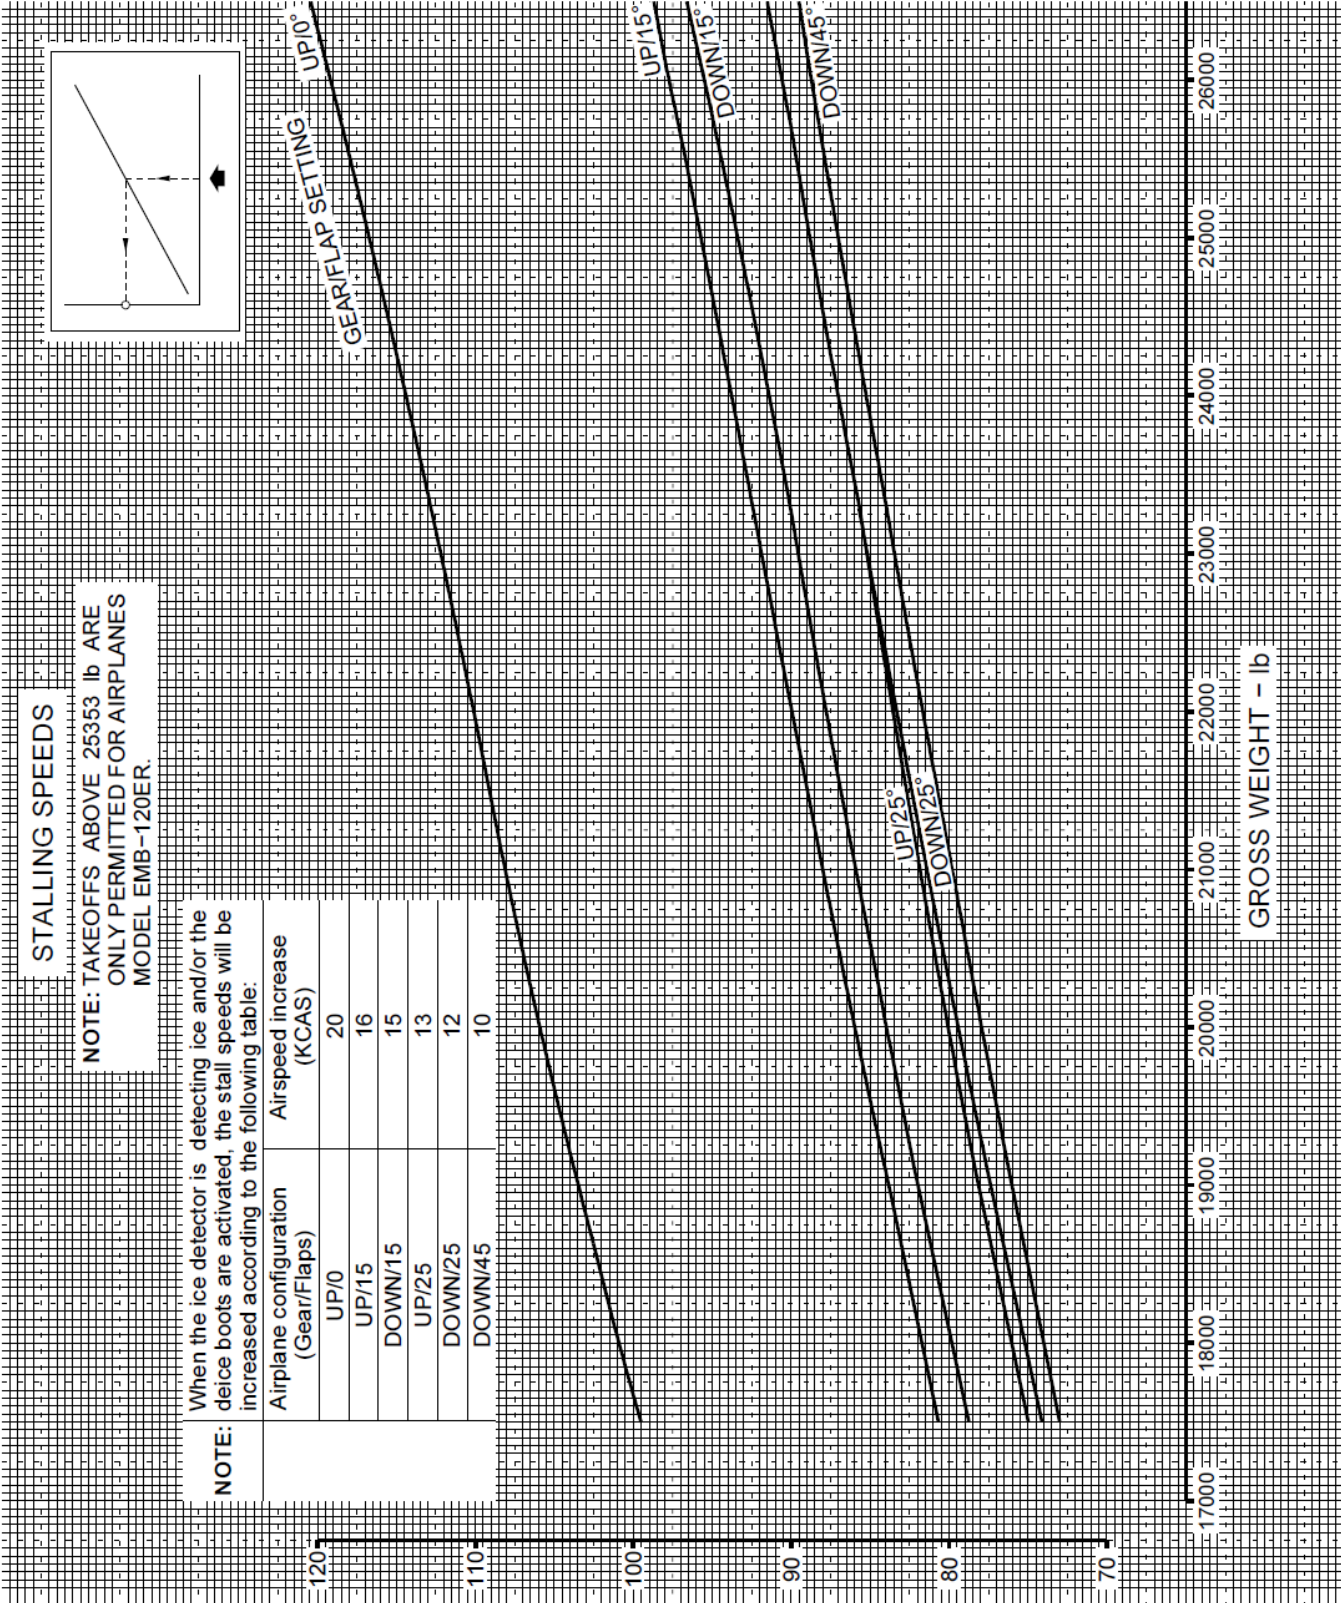 STALLING SPEEDS
NOTE: TAKEOFFS ABOVE 25353 lb ARE
ONLY PERMITTED FOR AIRPLANES
MODEL EMB-120ER.
NOTE: When the ice detector is detecting ice and/or the
deice boots are activated, the stall speeds will be
increased according to the following table:
Airplane configuration (Gear/Flaps) Airspeed increase (KCAS)
UP/0 20
UP/15 16
DOWN/15 15
UP/25 13
DOWN/25 12
DOWN/45 10
GEAR/FLAP SETTING
UP/0°
UP/15°
DOWN/15°
UP/25°
DOWN/25°
DOWN/45°
120
110
100
90
80
70
17000 18000 19000 20000 21000 22000 23000 24000 25000 26000
GROSS WEIGHT - lb